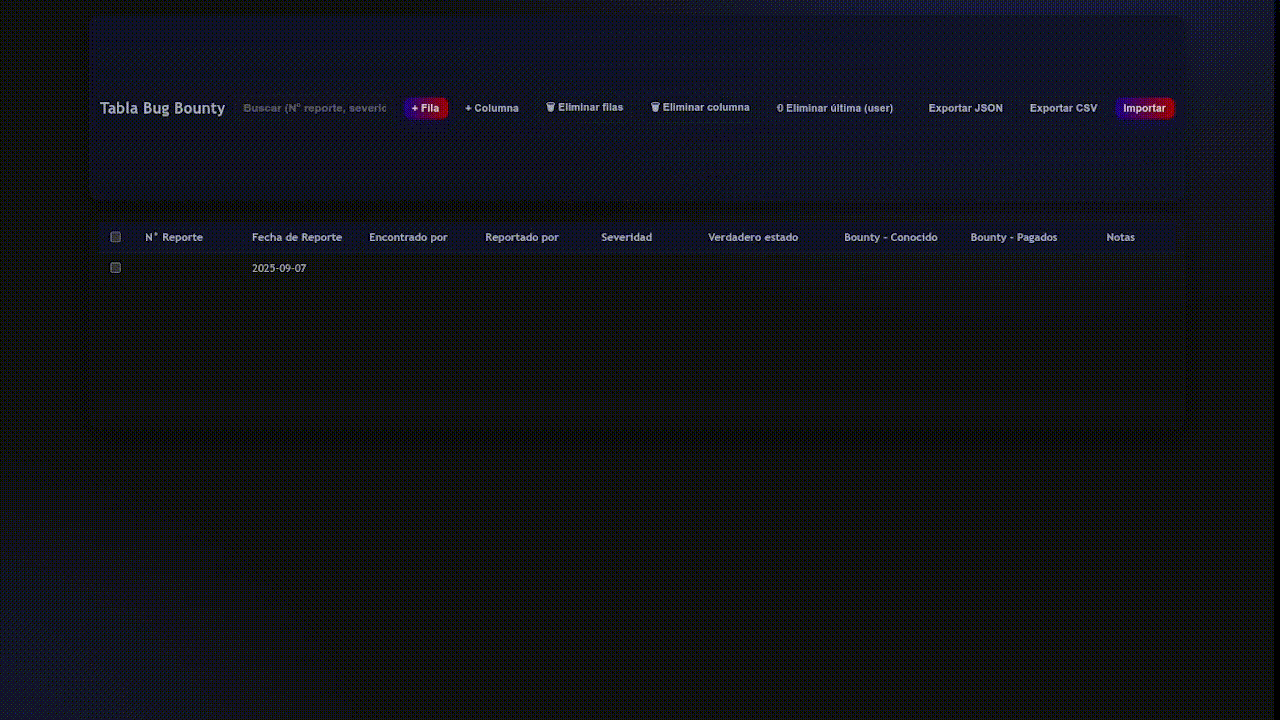 Tabla Bug Bounty Buscar (N° reporte, severic + Fila + Columna 🗑 Eliminar filas 🗑 Eliminar columna 0 Eliminar última (user) Exportar JSON Exportar CSV Importar
N° Reporte Fecha de Reporte Encontrado por Reportado por Severidad Verdadero estado Bounty - Conocido Bounty - Pagados Notas
2025-09-07